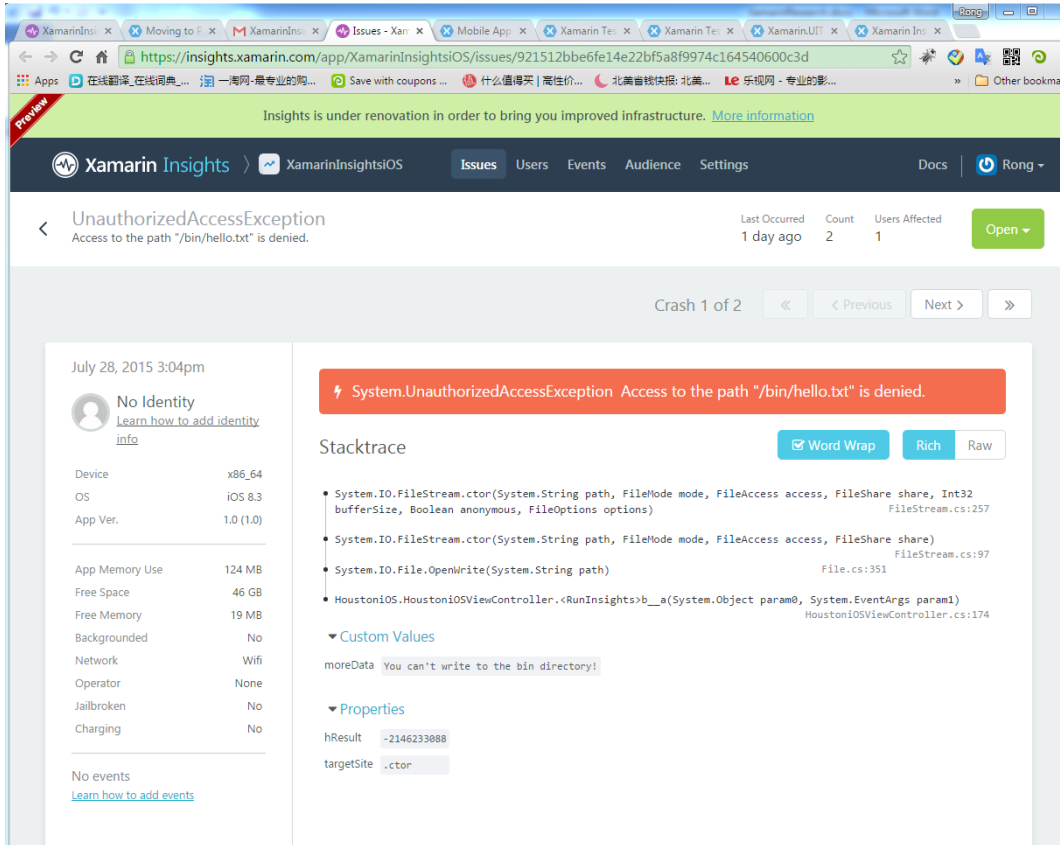 Rong
XamarinInsi
Moving to P
XamarinInsi
Issues - Xam
Mobile App
Xamarin Tes
Xamarin Tes
Xamarin.UIT
Xamarin Ins
https://insights.xamarin.com/app/XamarinInsightsiOS/issues/921512bbe6fe14e22bf5a8f9974c164540600c3d
Apps
在线翻译_在线词典_...
一淘网-最专业的购...
Save with coupons ...
什么值得买 | 高性价...
北美省钱快报: 北美...
Le 乐视网 - 专业的影...
» Other bookma
Preview
Insights is under renovation in order to bring you improved infrastructure. More information
Xamarin Insights
XamarinInsightsiOS
Issues Users Events Audience Settings
Docs
Rong
UnauthorizedAccessException
Access to the path "/bin/hello.txt" is denied.
Last Occurred Count Users Affected
1 day ago 2 1
Open
Crash 1 of 2
« < Previous Next > »
July 28, 2015 3:04pm
No Identity
Learn how to add identity
info
Device x86_64
OS iOS 8.3
App Ver. 1.0 (1.0)
App Memory Use 124 MB
Free Space 46 GB
Free Memory 19 MB
Backgrounded No
Network Wifi
Operator None
Jailbroken No
Charging No
No events
Learn how to add events
System.UnauthorizedAccessException Access to the path "/bin/hello.txt" is denied.
Stacktrace
Word Wrap
Rich Raw
System.IO.FileStream.ctor(System.String path, FileMode mode, FileAccess access, FileShare share, Int32
bufferSize, Boolean anonymous, FileOptions options) FileStream.cs:257
System.IO.FileStream.ctor(System.String path, FileMode mode, FileAccess access, FileShare share)
FileStream.cs:97
System.IO.File.OpenWrite(System.String path) File.cs:351
HoustoniOS.HoustoniOSViewController.<RunInsights>b__a(System.Object param0, System.EventArgs param1)
HoustoniOSViewController.cs:174
Custom Values
moreData You can't write to the bin directory!
Properties
hResult -2146233088
targetSite .ctor